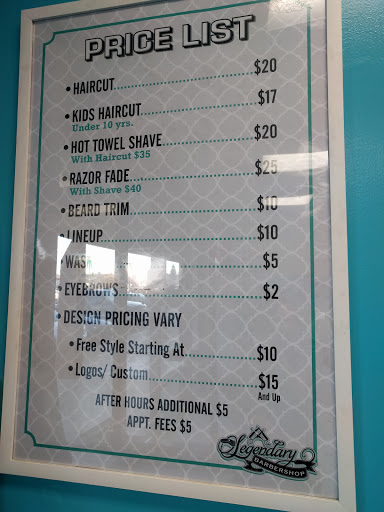 PRICE LIST
• HAIRCUT..............................$20
• KIDS HAIRCUT........................$17
Under 10 yrs.
• HOT TOWEL SHAVE..................$20
With Haircut $35
• RAZOR FADE..........................$25
With Shave $40
• BEARD TRIM..........................$10
• LINEUP................................$10
• WASH..................................$5
• EYEBROWS............................$2
• DESIGN PRICING VARY
• Free Style Starting At...............$10
• Logos/ Custom......................$15
And Up
AFTER HOURS ADDITIONAL $5
APPT. FEES $5
Legendary
BARBERSHOP